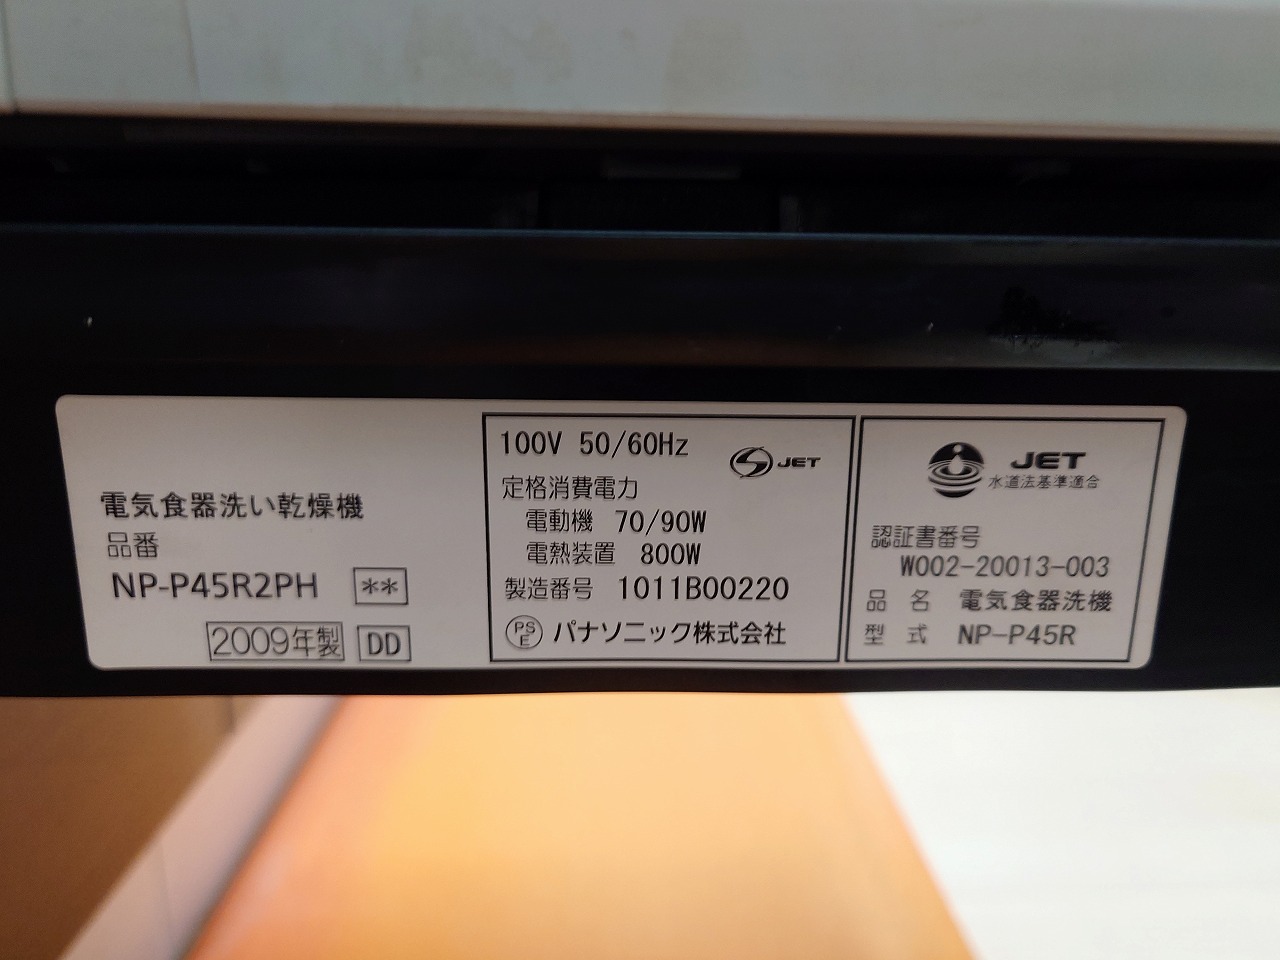 電気食器洗い乾燥機
品番
NP-P45R2PH **
2009年製 DD
100V 50/60Hz
JET
定格消費電力
電動機 70/90W
電熱装置 800W
製造番号 1011B00220
PSE パナソニック株式会社
JET
水道法基準適合
認証書番号
W002-20013-003
品 名 電気食器洗機
型 式 NP-P45R